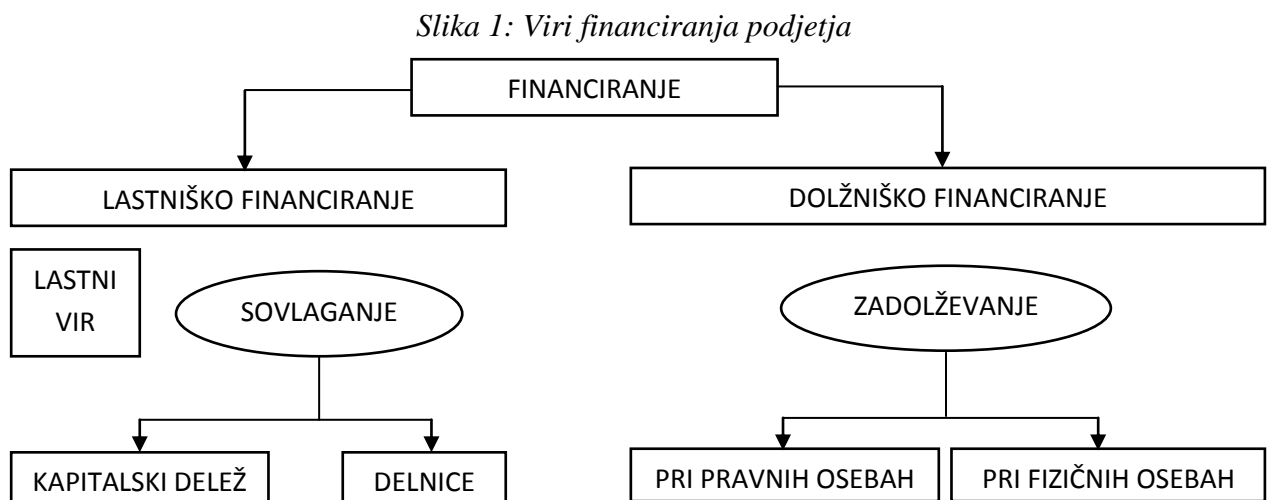 Slika 1: Viri financiranja podjetja
FINANCIRANJE
LASTNIŠKO FINANCIRANJE
DOLŽNIŠKO FINANCIRANJE
LASTNI
VIR
SOVLAGANJE
ZADOLŽEVANJE
KAPITALSKI DELEŽ
DELNICE
PRI PRAVNIH OSEBAH
PRI FIZIČNIH OSEBAH